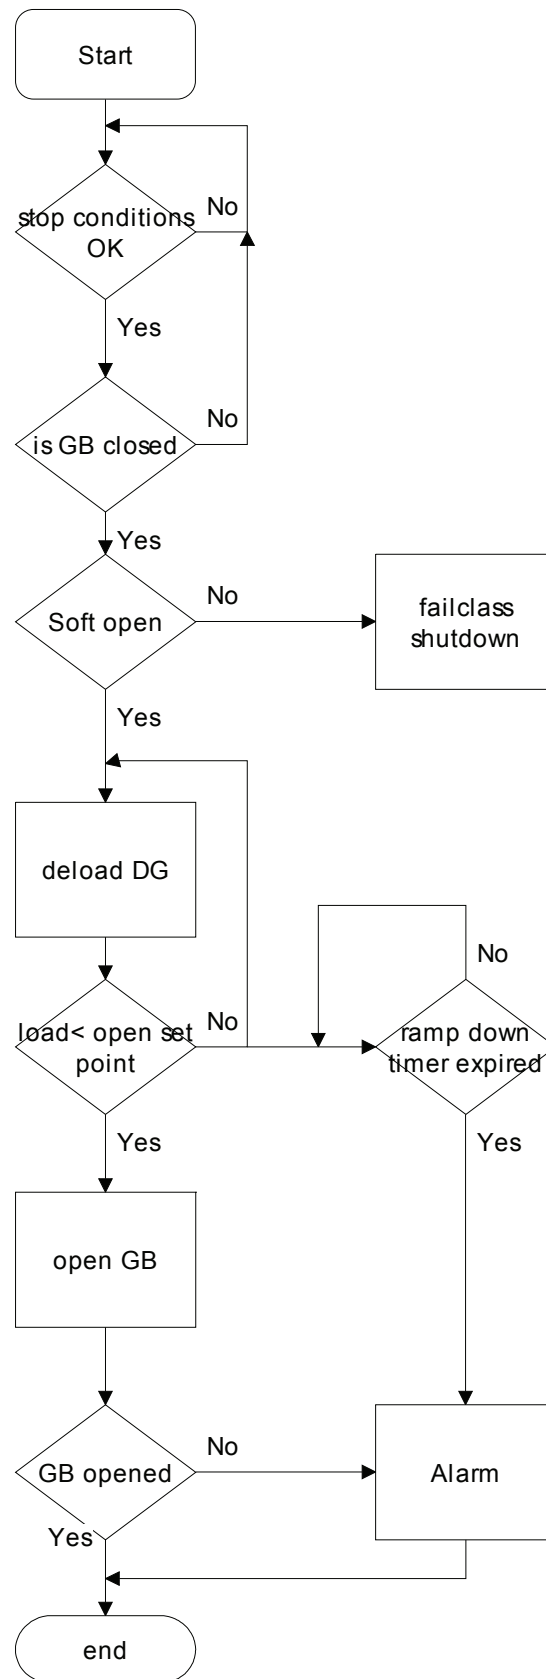 Start
stop conditions
OK
No
Yes
is GB closed
No
Yes
Soft open
No
failclass
shutdown
Yes
deload DG
load< open set
point
No
ramp down
timer expired
No
Yes
Yes
open GB
GB opened
No
Alarm
Yes
end